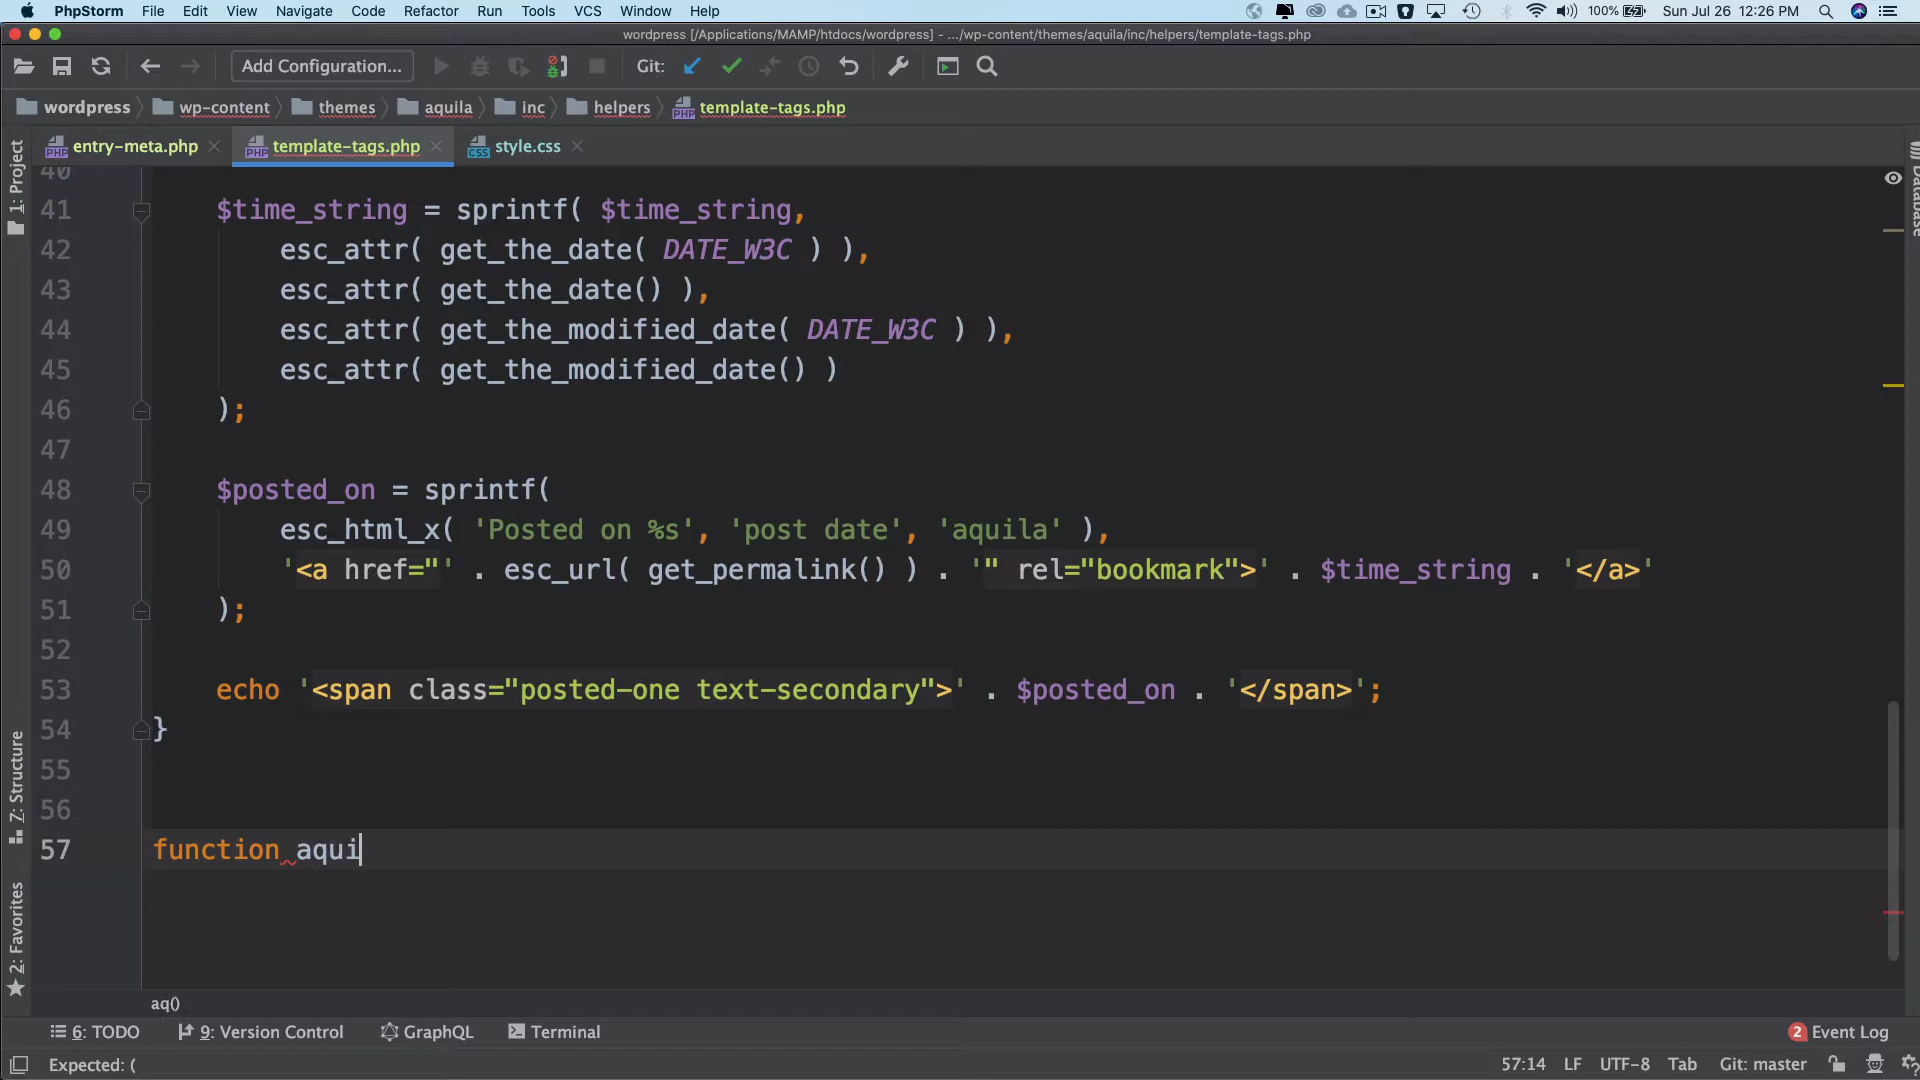 PhpStorm File Edit View Navigate Code Refactor Run Tools VCS Window Help 100% Sun Jul 26 12:26 PM
wordpress [/Applications/MAMP/htdocs/wordpress] - .../wp-content/themes/aquila/inc/helpers/template-tags.php
Add Configuration... Git:
wordpress wp-content themes aquila inc helpers template-tags.php
entry-meta.php template-tags.php style.css
1: Project
Database
40
41 $time_string = sprintf( $time_string,
42 esc_attr( get_the_date( DATE_W3C ) ),
43 esc_attr( get_the_date() ),
44 esc_attr( get_the_modified_date( DATE_W3C ) ),
45 esc_attr( get_the_modified_date() )
46 );
47
48 $posted_on = sprintf(
49 esc_html_x( 'Posted on %s', 'post date', 'aquila' ),
50 '<a href="' . esc_url( get_permalink() ) . '" rel="bookmark">' . $time_string . '</a>'
51 );
52
53 echo '<span class="posted-one text-secondary">' . $posted_on . '</span>';
54 }
55
56
57 function aqui
Z: Structure
2: Favorites
aq()
6: TODO 9: Version Control GraphQL Terminal 2 Event Log
Expected: ( 57:14 LF UTF-8 Tab Git: master